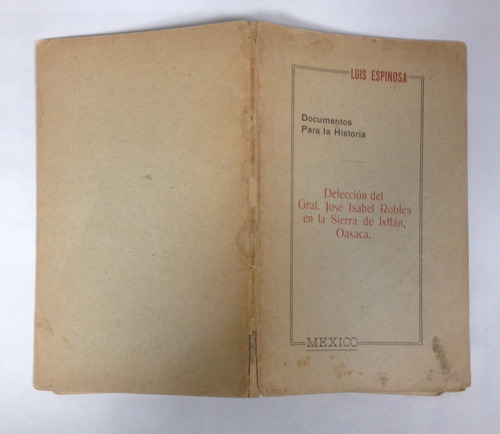 LUIS ESPINOSA
Documentos
Para la Historia
Defección del
Gral. José Isabel Robles
en la Sierra de Ixtlán,
Oaxaca.
MEXICO